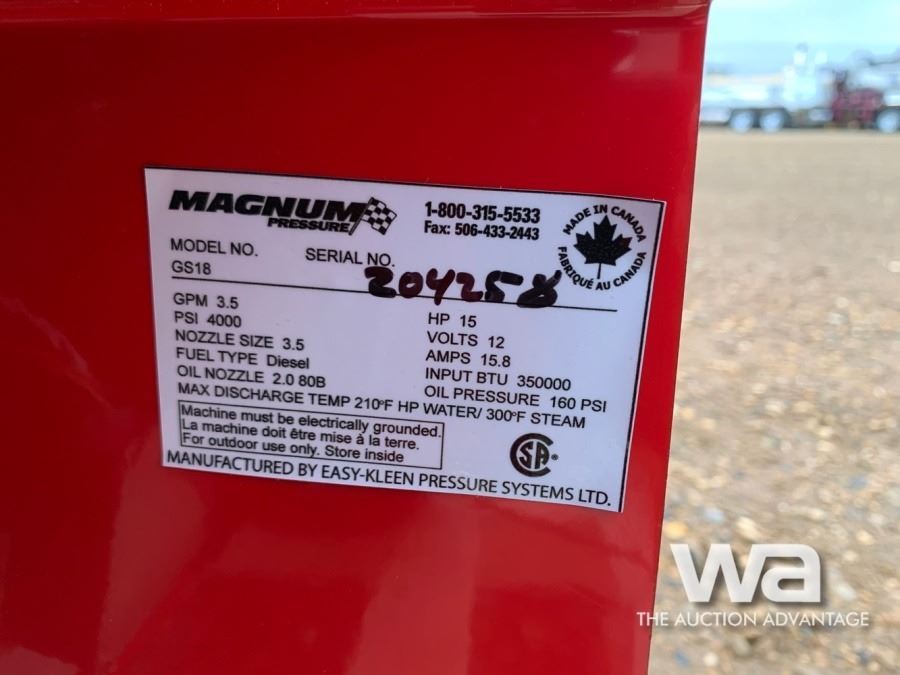 MAGNUM
PRESSURE
1-800-315-5533
Fax: 506-433-2443
MADE IN CANADA
FABRIQUÉ AU CANADA
MODEL NO.
GS18
SERIAL NO.
204258
GPM 3.5
PSI 4000
NOZZLE SIZE 3.5
FUEL TYPE Diesel
OIL NOZZLE 2.0 80B
HP 15
VOLTS 12
AMPS 15.8
INPUT BTU 350000
OIL PRESSURE 160 PSI
MAX DISCHARGE TEMP 210°F HP WATER/ 300°F STEAM
Machine must be electrically grounded.
La machine doit être mise à la terre.
For outdoor use only. Store inside
CSA
MANUFACTURED BY EASY-KLEEN PRESSURE SYSTEMS LTD.
wa
THE AUCTION ADVANTAGE